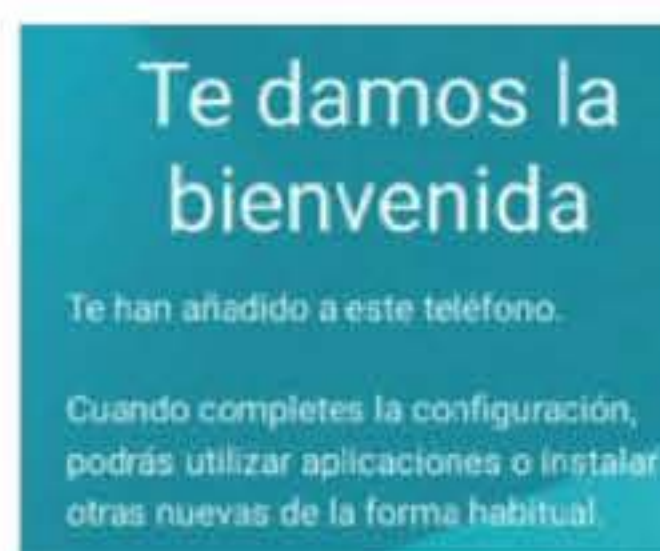 Te damos la
bienvenida
Te han añadido a este teléfono.
Cuando completes la configuración,
podrás utilizar aplicaciones o instalar
otras nuevas de la forma habitual.